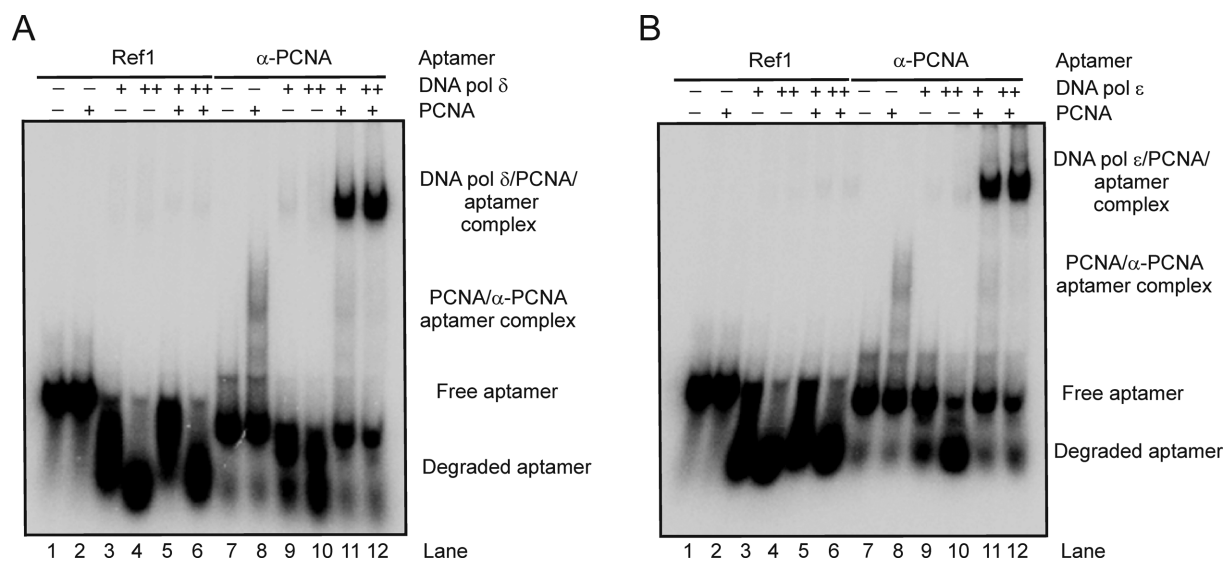 A
Ref1 α-PCNA Aptamer
– – + ++ + ++ – – + ++ + ++ DNA pol δ
– + + + + + + PCNA
DNA pol δ/PCNA/
aptamer
complex
PCNA/α-PCNA
aptamer complex
Free aptamer
Degraded aptamer
1 2 3 4 5 6 7 8 9 10 11 12 Lane
B
Ref1 α-PCNA Aptamer
– – + ++ + ++ – – + ++ + ++ DNA pol ε
– + + + – + + + PCNA
DNA pol ε/PCNA/
aptamer
complex
PCNA/α-PCNA
aptamer complex
Free aptamer
Degraded aptamer
1 2 3 4 5 6 7 8 9 10 11 12 Lane